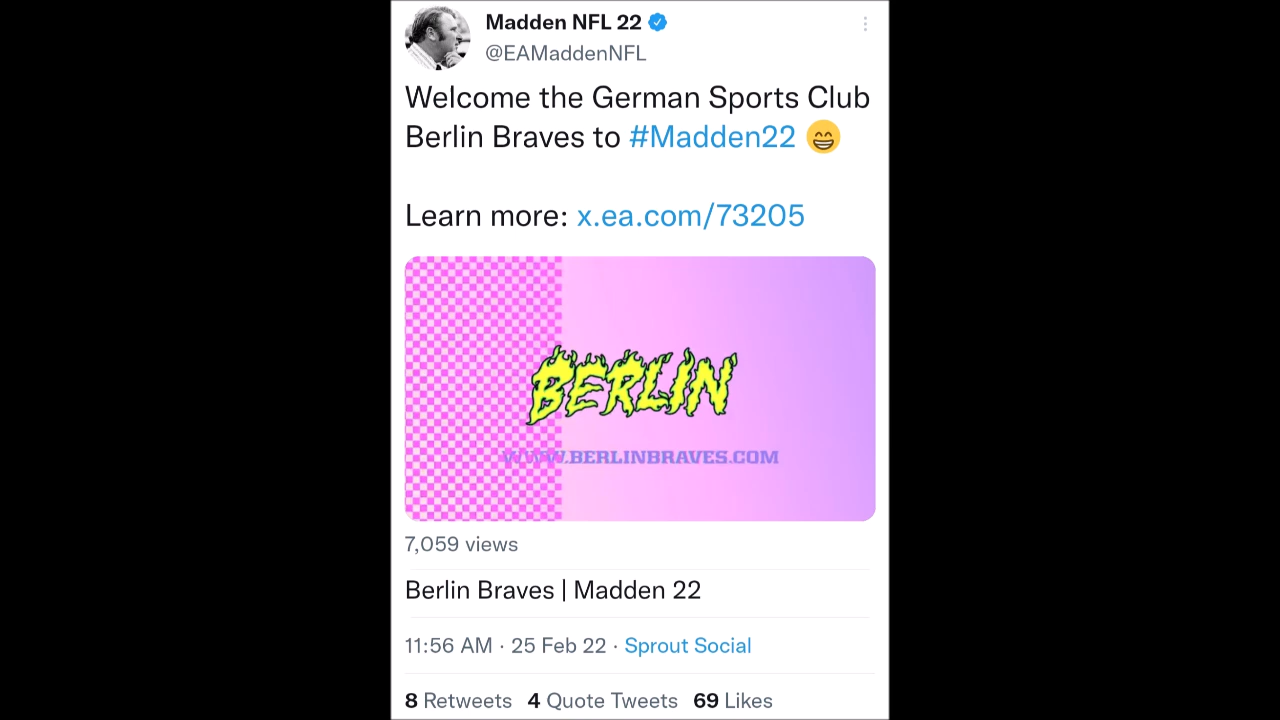 Madden NFL 22
@EAMaddenNFL
Welcome the German Sports Club
Berlin Braves to #Madden22 😁
Learn more: x.ea.com/73205
BERLIN
WWW.BERLINBRAVES.COM
7,059 views
Berlin Braves | Madden 22
11:56 AM · 25 Feb 22 · Sprout Social
8 Retweets 4 Quote Tweets 69 Likes